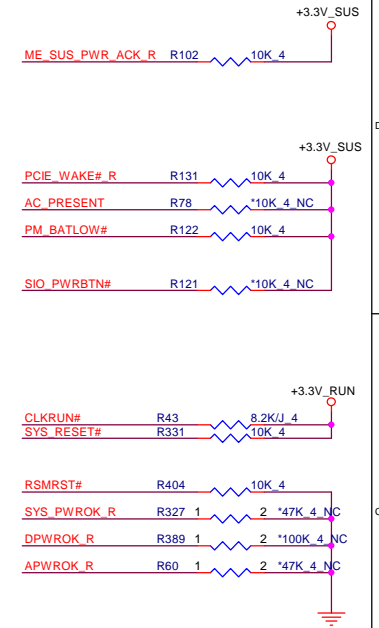 +3.3V_SUS
ME_SUS_PWR_ACK_R R102 10K_4
D
+3.3V_SUS
PCIE_WAKE#_R R131 10K_4
AC_PRESENT R78 *10K_4_NC
PM_BATLOW# R122 10K_4
SIO_PWRBTN# R121 *10K_4_NC
+3.3V_RUN
CLKRUN# R43 8.2K/J_4
SYS_RESET# R331 10K_4
RSMRST# R404 10K_4
SYS_PWROK_R R327 1 2 *47K_4_NC
C
DPWROK_R R389 1 2 *100K_4_NC
APWROK_R R60 1 2 *47K_4_NC